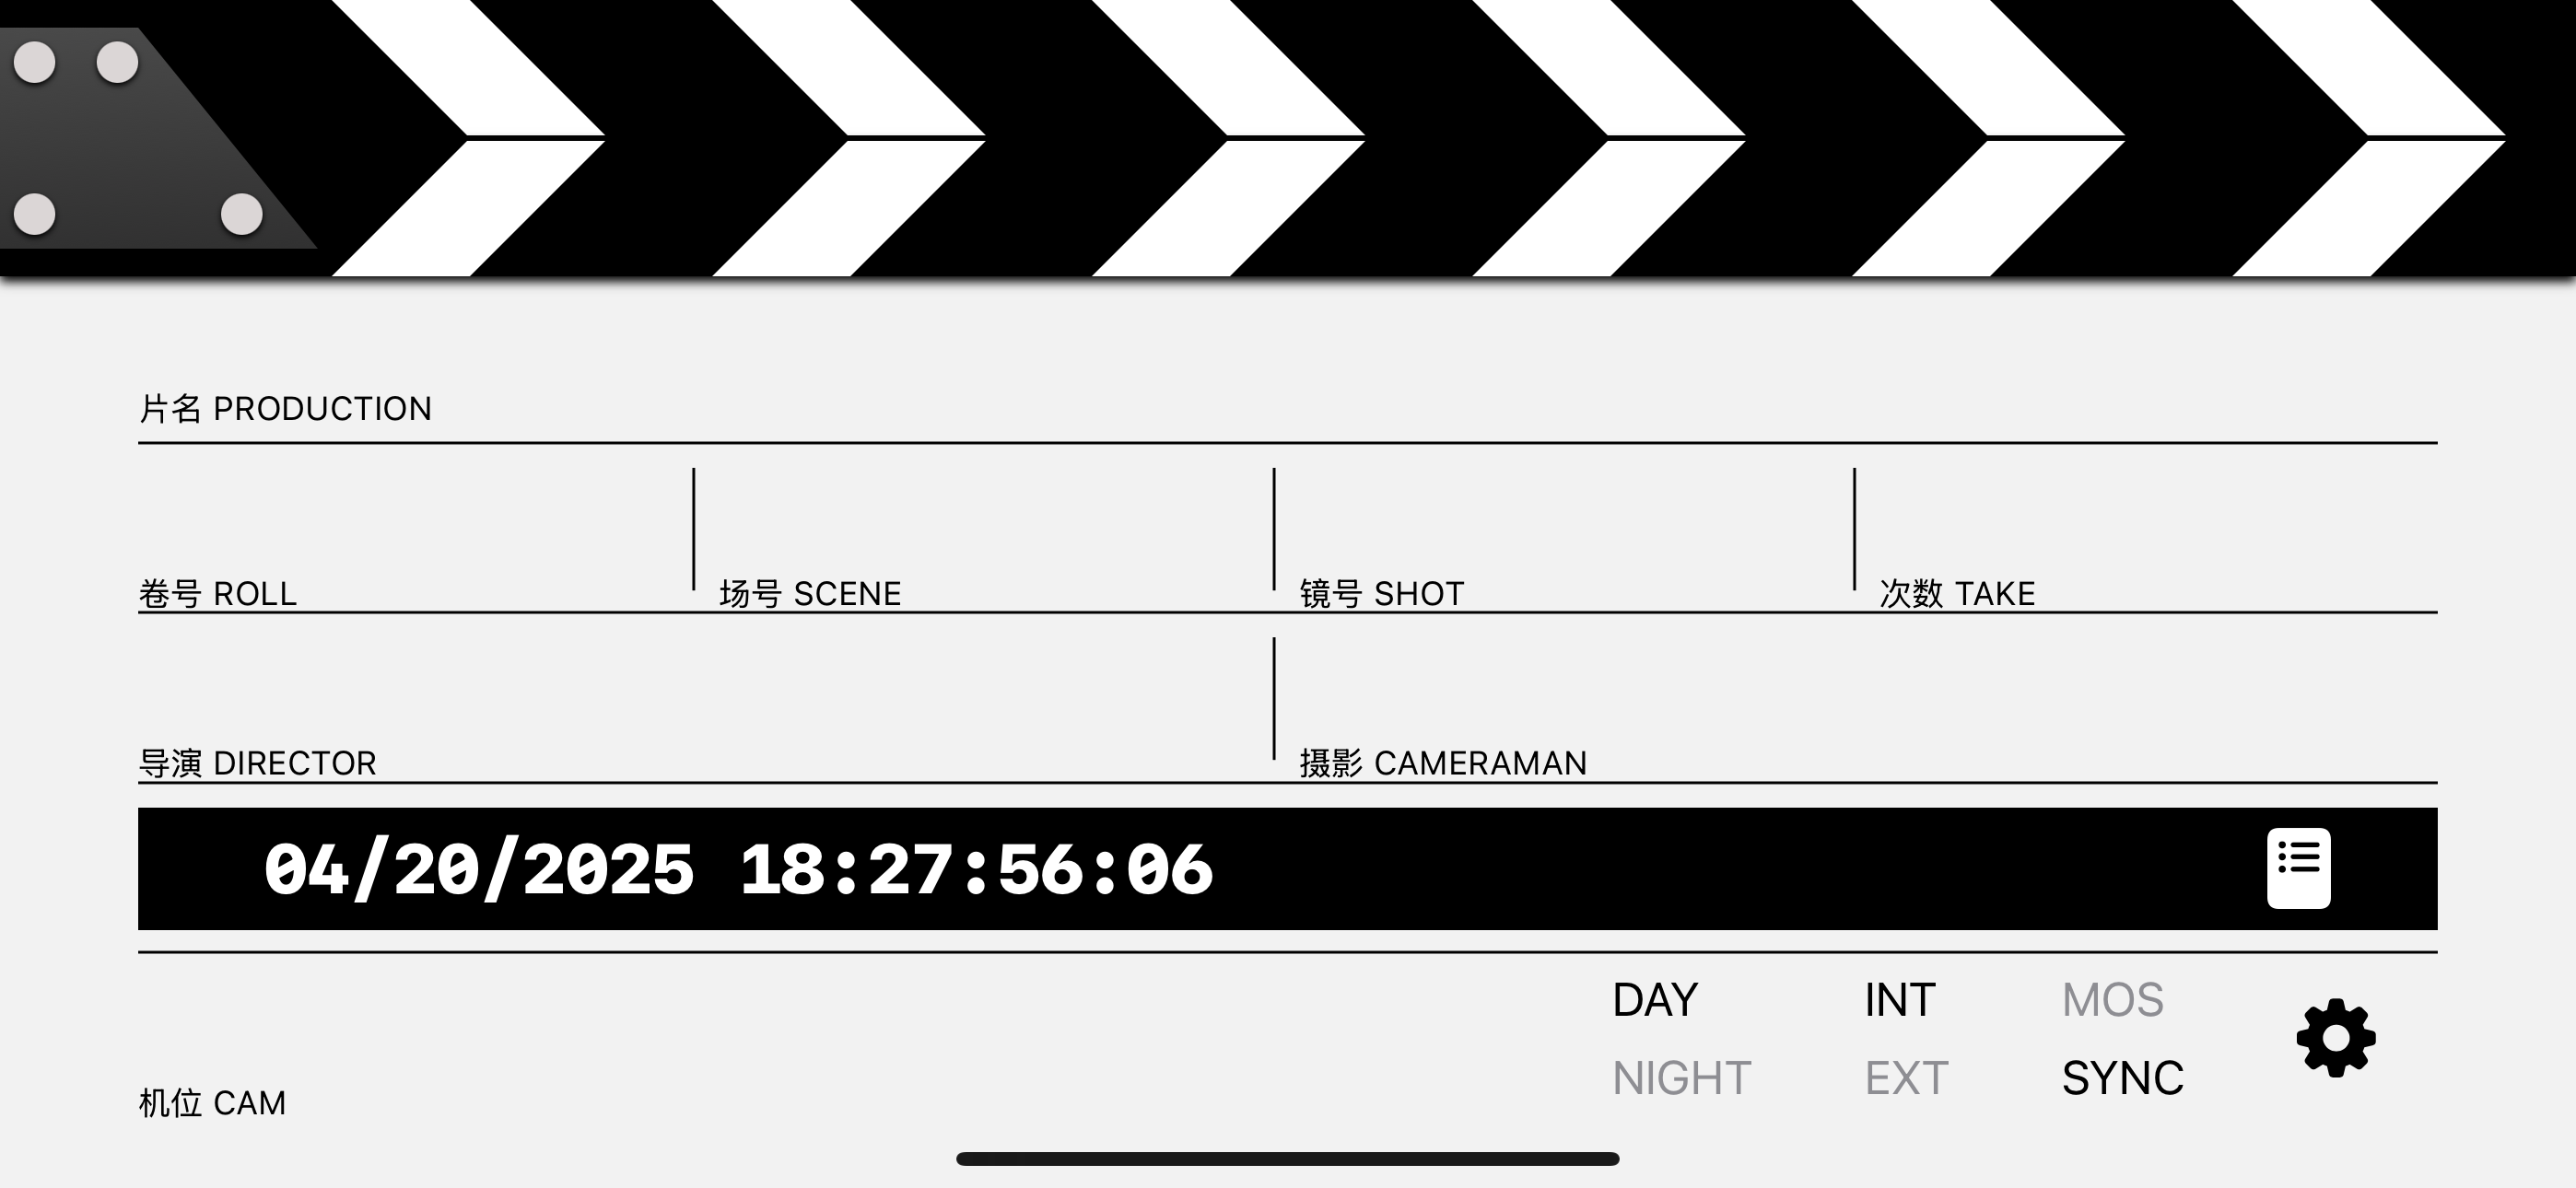 片名 PRODUCTION
卷号 ROLL 场号 SCENE 镜号 SHOT 次数 TAKE
导演 DIRECTOR 摄影 CAMERAMAN
04/20/2025 18:27:56:06
DAY INT MOS
NIGHT EXT SYNC
机位 CAM